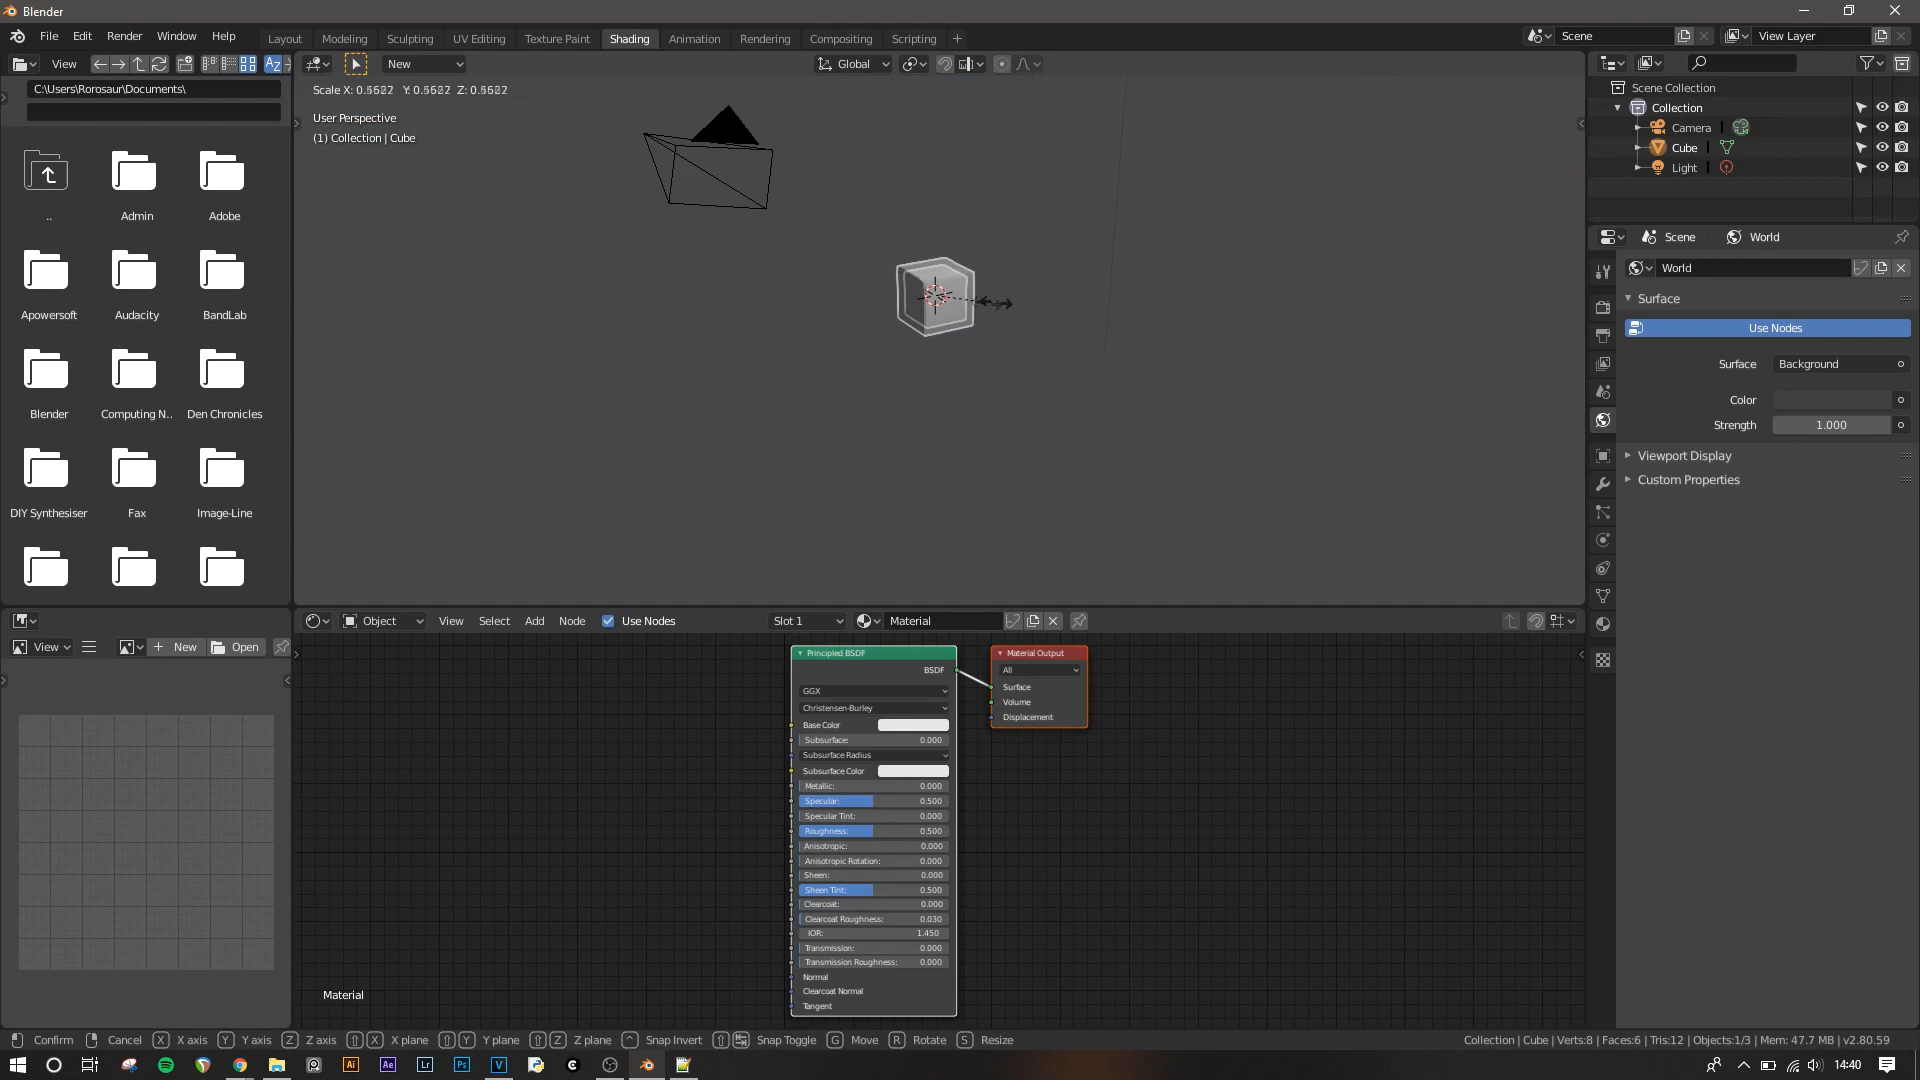 Blender
File Edit Render Window Help
Layout Modeling Sculpting UV Editing Texture Paint Shading Animation Rendering Compositing Scripting +
Scene View Layer
View
New
Global
C:\Users\Rorosaur\Documents\
Scale X: 0.5522 Y: 0.5522 Z: 0.5522
User Perspective
(1) Collection | Cube
..
Admin
Adobe
Apowersoft
Audacity
BandLab
Blender
Computing N..
Den Chronicles
DIY Synthesiser
Fax
Image-Line
Scene Collection
Collection
Camera
Cube
Light
Scene World
World
Surface
Use Nodes
Surface Background
Color
Strength 1.000
Viewport Display
Custom Properties
View New Open
Object View Select Add Node Use Nodes Slot 1 Material
Principled BSDF
BSDF
GGX
Christensen-Burley
Base Color
Subsurface: 0.000
Subsurface Radius
Subsurface Color
Metallic: 0.000
Specular: 0.500
Specular Tint: 0.000
Roughness: 0.500
Anisotropic: 0.000
Anisotropic Rotation: 0.000
Sheen: 0.000
Sheen Tint: 0.500
Clearcoat: 0.000
Clearcoat Roughness: 0.030
IOR: 1.450
Transmission: 0.000
Transmission Roughness: 0.000
Normal
Clearcoat Normal
Tangent
Material Output
All
Surface
Volume
Displacement
Material
Confirm Cancel X X axis Y Y axis Z Z axis X X plane Y Y plane Z Z plane Snap Invert Snap Toggle G Move R Rotate S Resize
Collection | Cube | Verts:8 | Faces:6 | Tris:12 | Objects:1/3 | Mem: 47.7 MB | v2.80.59
Ai Ae Lr Ps V
14:40